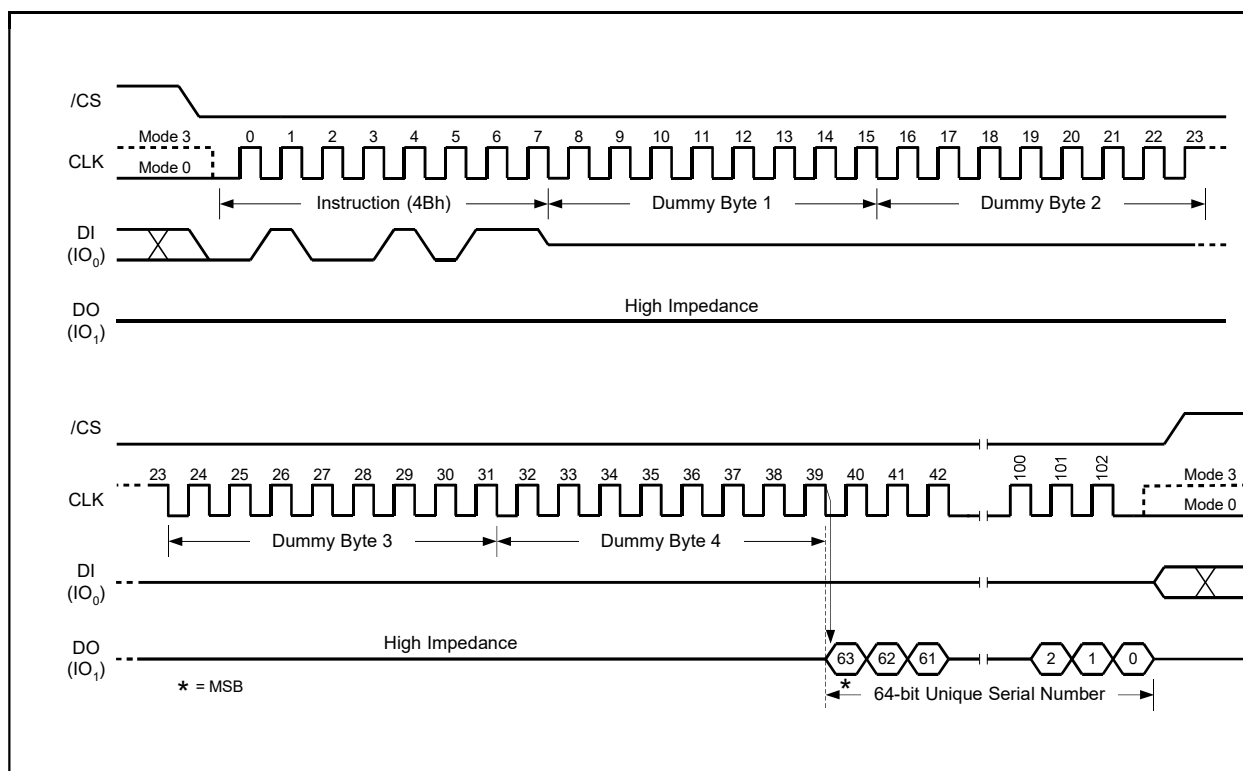 /CS
Mode 3
0 1 2 3 4 5 6 7 8 9 10 11 12 13 14 15 16 17 18 19 20 21 22 23
CLK
Mode 0
Instruction (4Bh) Dummy Byte 1 Dummy Byte 2
DI
(IO0)
DO
(IO1)
High Impedance
/CS
23 24 25 26 27 28 29 30 31 32 33 34 35 36 37 38 39 40 41 42 100 101 102
Mode 3
CLK
Mode 0
Dummy Byte 3 Dummy Byte 4
DI
(IO0)
DO
(IO1)
High Impedance
63 62 61 2 1 0
* = MSB
*
64-bit Unique Serial Number